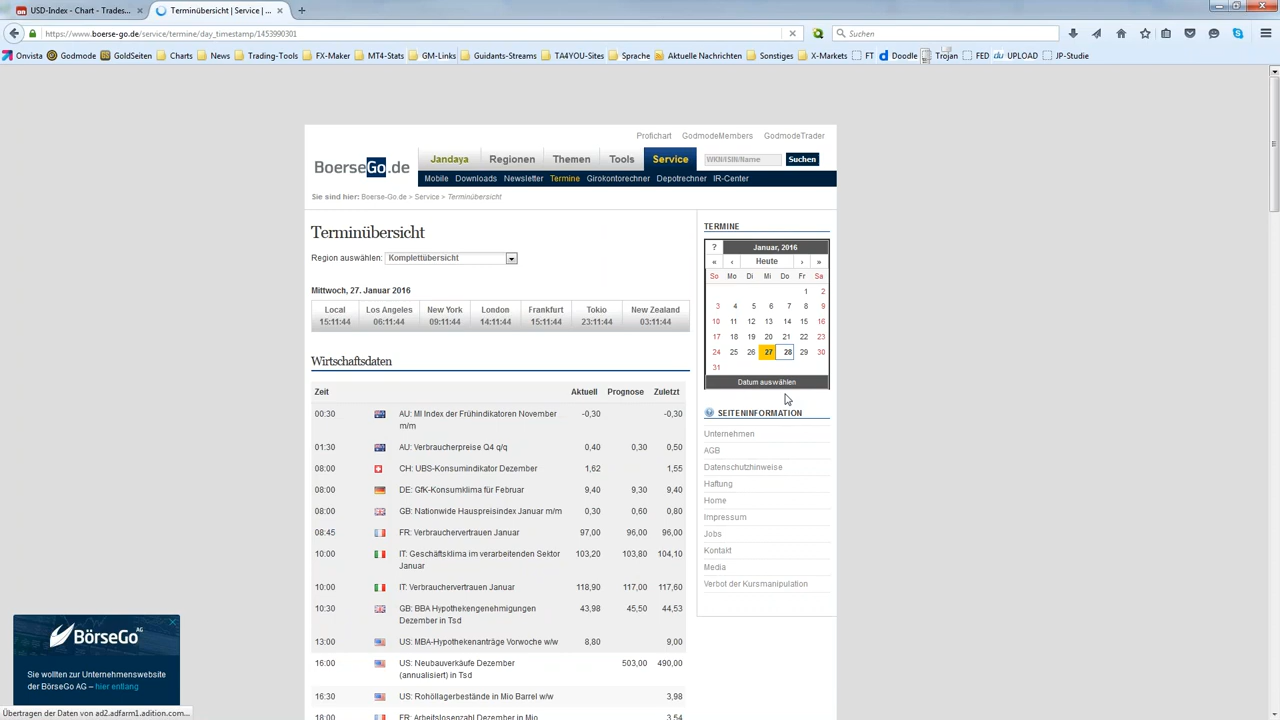 USD-Index - Chart - Trades...
Terminübersicht | Service | ...
https://www.boerse-go.de/service/termine/day_timestamp/1453990301
Suchen
Onvista Godmode GoldSeiten Charts News Trading-Tools FX-Maker MT4-Stats GM-Links Guidants-Streams TA4YOU-Sites Sprache Aktuelle Nachrichten Sonstiges X-Markets FT Doodle Trojan FED UPLOAD JP-Studie
Profichart GodmodeMembers GodmodeTrader
BoerseGo.de
Jandaya Regionen Themen Tools Service WKN/ISIN/Name Suchen
Mobile Downloads Newsletter Termine Girokontorechner Depotrechner IR-Center
Sie sind hier: Boerse-Go.de > Service > Terminübersicht
Terminübersicht
Region auswählen: Komplettübersicht
Mittwoch, 27. Januar 2016
Local Los Angeles New York London Frankfurt Tokio New Zealand
15:11:44 06:11:44 09:11:44 14:11:44 15:11:44 23:11:44 03:11:44
Wirtschaftsdaten
Zeit Aktuell Prognose Zuletzt
00:30 AU: MI Index der Frühindikatoren November -0,30 -0,30
m/m
01:30 AU: Verbraucherpreise Q4 q/q 0,40 0,30 0,50
08:00 CH: UBS-Konsumindikator Dezember 1,62 1,55
08:00 DE: GfK-Konsumklima für Februar 9,40 9,30 9,40
08:00 GB: Nationwide Hauspreisindex Januar m/m 0,30 0,60 0,80
08:45 FR: Verbrauchervertrauen Januar 97,00 96,00 96,00
10:00 IT: Geschäftsklima im verarbeitenden Sektor 103,20 103,80 104,10
Januar
10:00 IT: Verbrauchervertrauen Januar 118,90 117,00 117,60
10:30 GB: BBA Hypothekengenehmigungen 43,98 45,50 44,53
Dezember in Tsd
13:00 US: MBA-Hypothekenanträge Vorwoche w/w 8,80 9,00
16:00 US: Neubauverkäufe Dezember 503,00 490,00
(annualisiert) in Tsd
16:30 US: Rohöllagerbestände in Mio Barrel w/w 3,98
18:00 FR: Arbeitslosenzahl Dezember in Mio 3,54
TERMINE
? Januar, 2016
« ‹ Heute › »
So Mo Di Mi Do Fr Sa
1 2
3 4 5 6 7 8 9
10 11 12 13 14 15 16
17 18 19 20 21 22 23
24 25 26 27 28 29 30
31
Datum auswählen
SEITENINFORMATION
Unternehmen
AGB
Datenschutzhinweise
Haftung
Home
Impressum
Jobs
Kontakt
Media
Verbot der Kursmanipulation
BörseGo AG
Sie wollten zur Unternehmenswebsite
der BörseGo AG – hier entlang
Übertragen der Daten von ad2.adfarm1.adition.com...